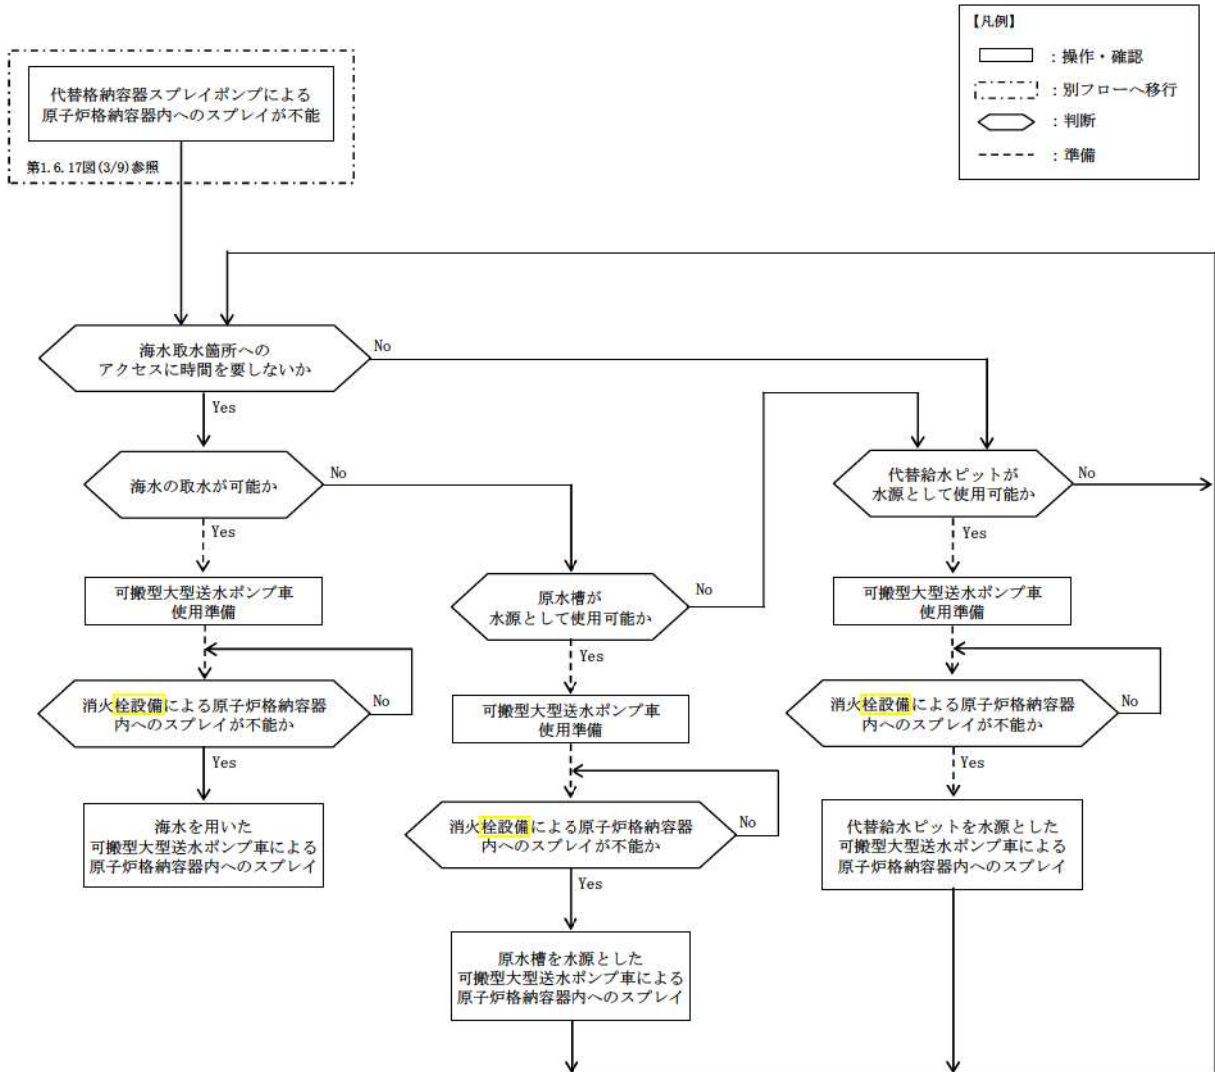 【凡例】
：操作・確認
：別フローへ移行
：判断
：準備
代替格納容器スプレイポンプによる
原子炉格納容器内へのスプレイが不能
第1.6.17図(3/9)参照
海水取水箇所への
アクセスに時間を要しないか
No
Yes
海水の取水が可能か
No
Yes
可搬型大型送水ポンプ車
使用準備
消火栓設備による原子炉格納容器
内へのスプレイが不能か
No
Yes
海水を用いた
可搬型大型送水ポンプ車による
原子炉格納容器内へのスプレイ
原水槽が
水源として使用可能か
No
Yes
可搬型大型送水ポンプ車
使用準備
消火栓設備による原子炉格納容器
内へのスプレイが不能か
No
Yes
原水槽を水源とした
可搬型大型送水ポンプ車による
原子炉格納容器内へのスプレイ
代替給水ピットが
水源として使用可能か
No
Yes
可搬型大型送水ポンプ車
使用準備
消火栓設備による原子炉格納容器
内へのスプレイが不能か
No
Yes
代替給水ピットを水源とした
可搬型大型送水ポンプ車による
原子炉格納容器内へのスプレイ